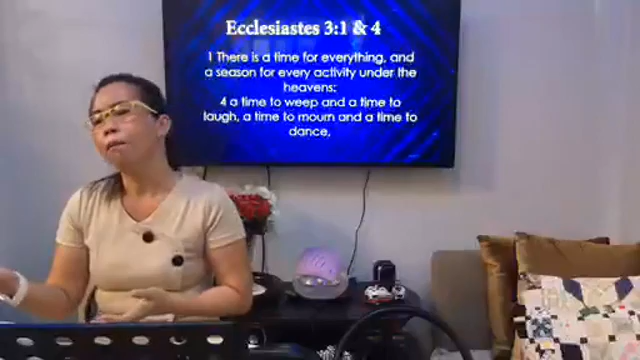 Ecclesiastes 3:1 & 4
1 There is a time for everything, and
a season for every activity under the
heavens:
4 a time to weep and a time to
laugh, a time to mourn and a time to
dance,